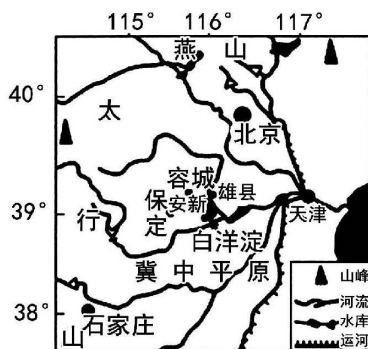 115° 116° 117°
燕 山
40°
太
北京
容城
保 安新 雄县
39° 行 定 天津
白洋淀
冀中平原
38°
山 石家庄
山峰
河流
水库
运河